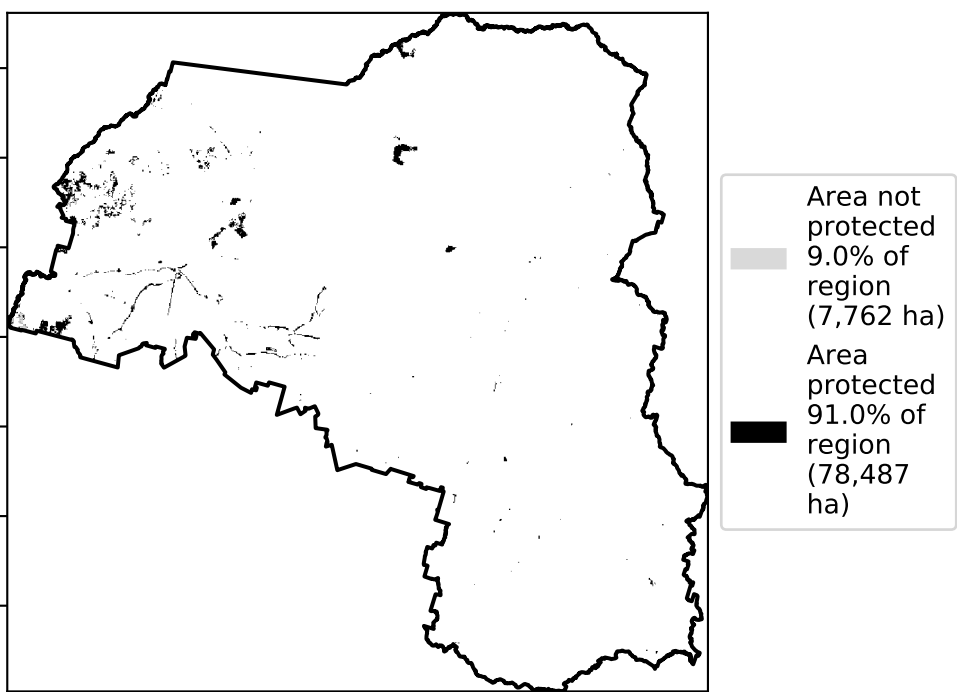 Area not
protected
9.0% of
region
(7,762 ha)
Area
protected
91.0% of
region
(78,487
ha)